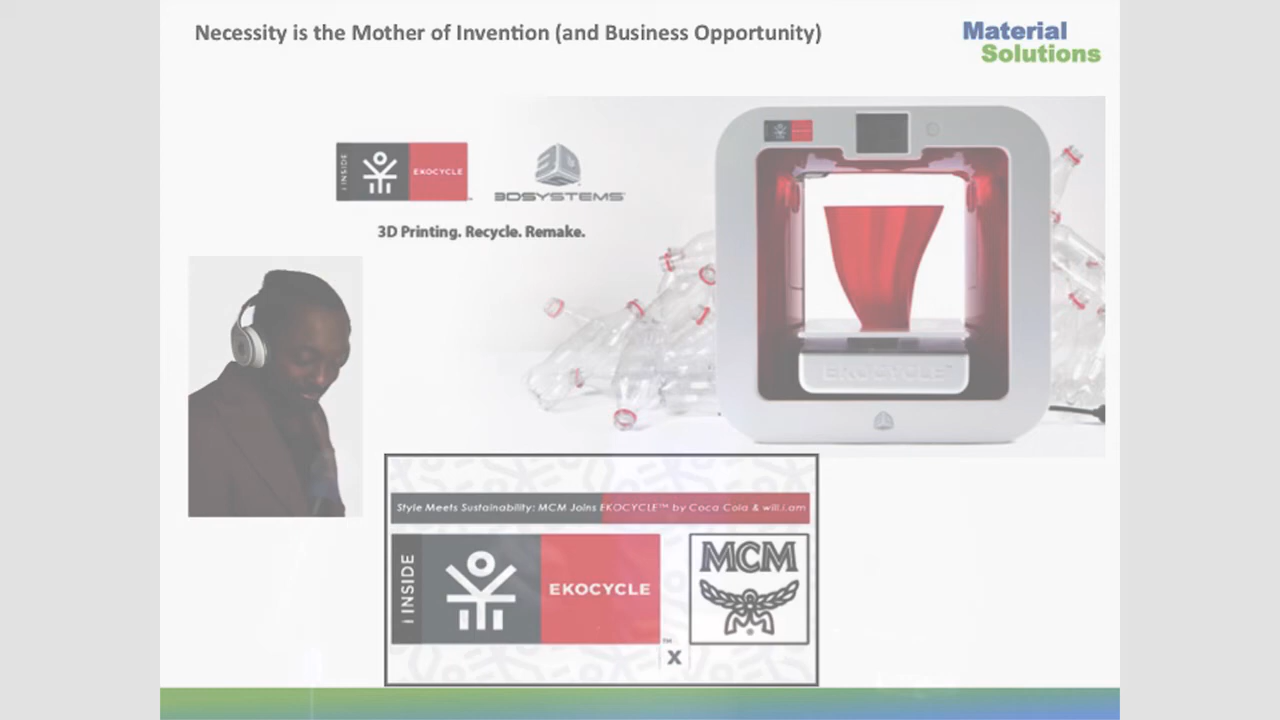 Necessity is the Mother of Invention (and Business Opportunity)
Material
Solutions
i INSIDE
EKOCYCLE
3DSYSTEMS
3D Printing. Recycle. Remake.
EKOCYCLE
Style Meets Sustainability: MCM Joins EKOCYCLE™ by Coca Cola & will.i.am
i INSIDE
EKOCYCLE
™
X
MCM